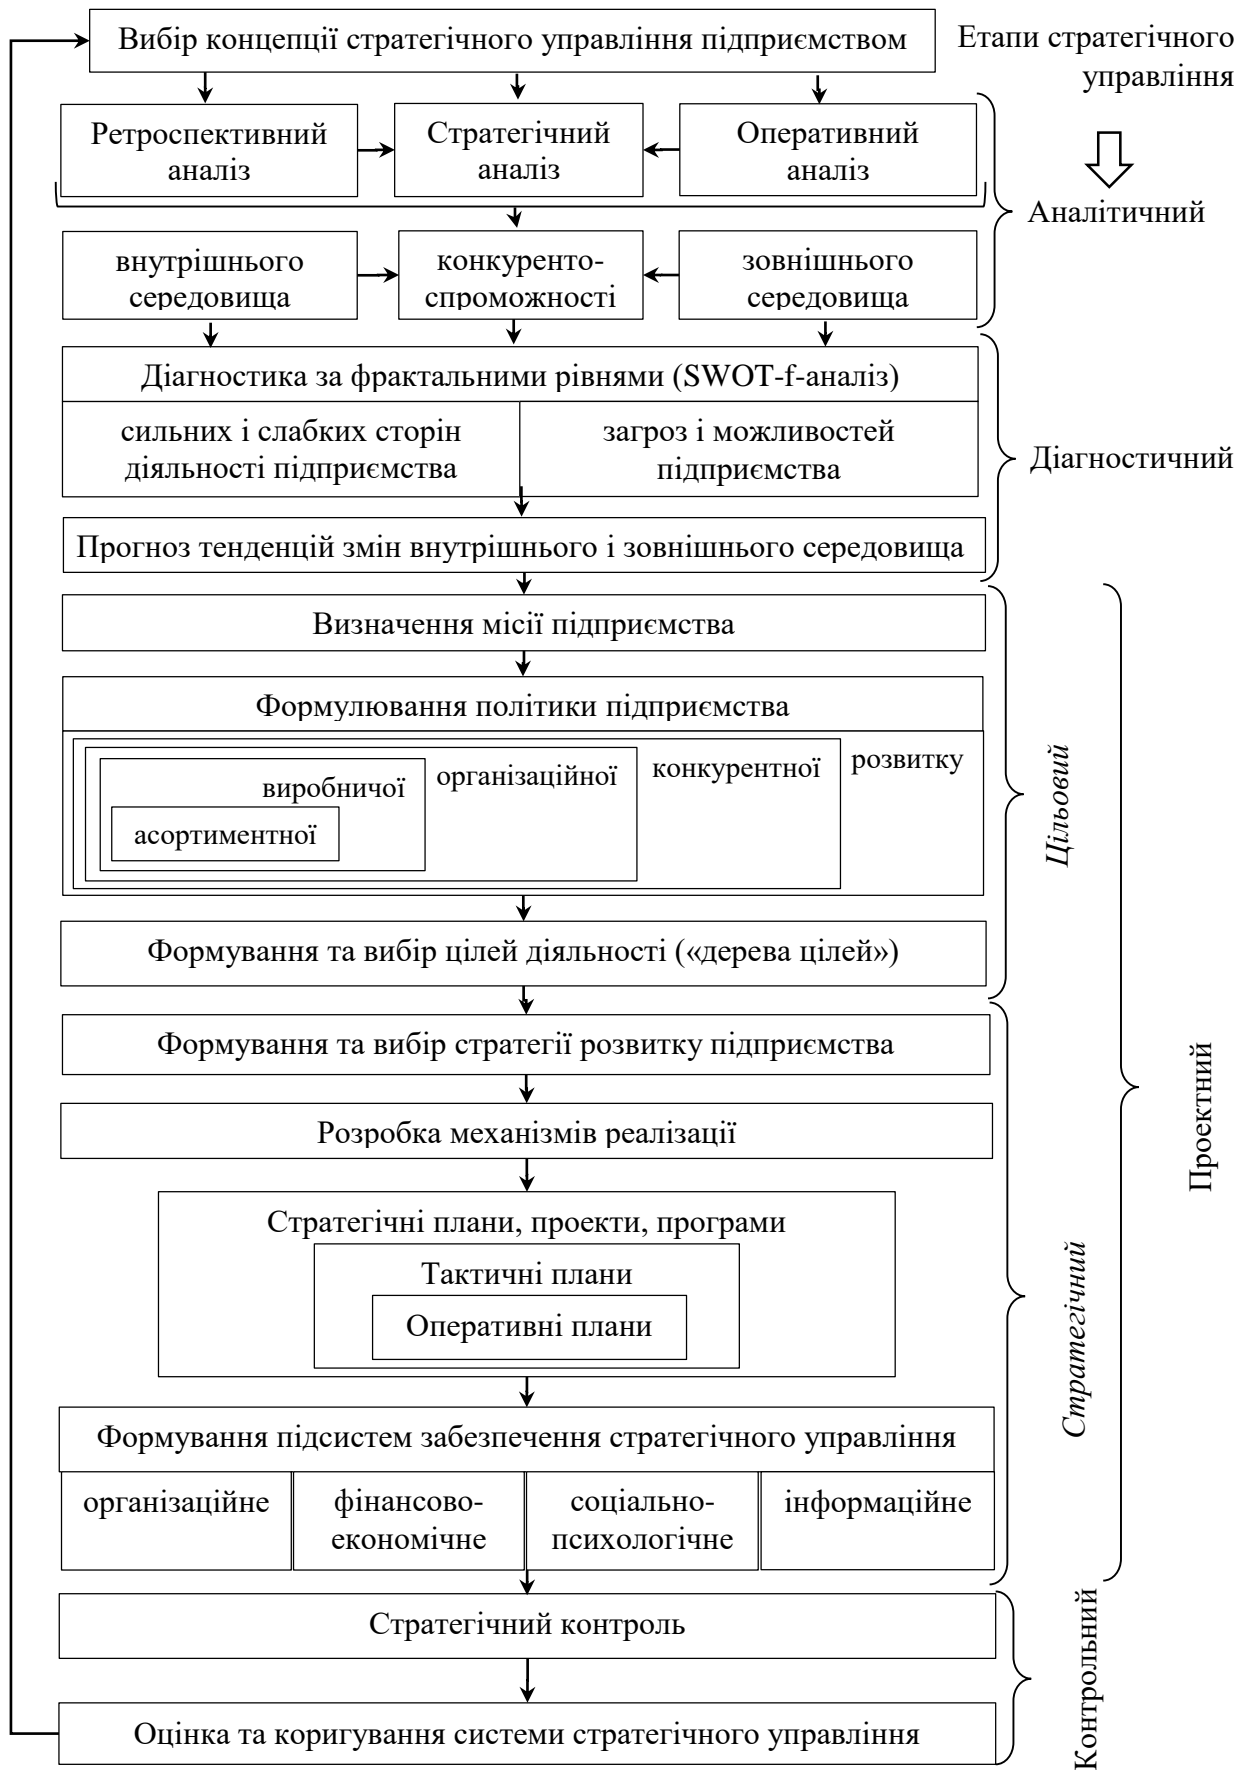 Вибір концепції стратегічного управління підприємством
Етапи стратегічного
управління
Ретроспективний
аналіз
Стратегічний
аналіз
Оперативний
аналіз
Аналітичний
внутрішнього
середовища
конкуренто-
спроможності
зовнішнього
середовища
Діагностика за фрактальними рівнями (SWOT-f-аналіз)
сильних і слабких сторін
діяльності підприємства
загроз і можливостей
підприємства
Діагностичний
Прогноз тенденцій змін внутрішнього і зовнішнього середовища
Визначення місії підприємства
Формулювання політики підприємства
розвитку
конкурентної
організаційної
виробничої
асортиментної
Цільовий
Формування та вибір цілей діяльності («дерева цілей»)
Формування та вибір стратегії розвитку підприємства
Розробка механізмів реалізації
Проектний
Стратегічні плани, проекти, програми
Тактичні плани
Оперативні плани
Стратегічний
Формування підсистем забезпечення стратегічного управління
організаційне
фінансово-
економічне
соціально-
психологічне
інформаційне
Стратегічний контроль
Контрольний
Оцінка та коригування системи стратегічного управління